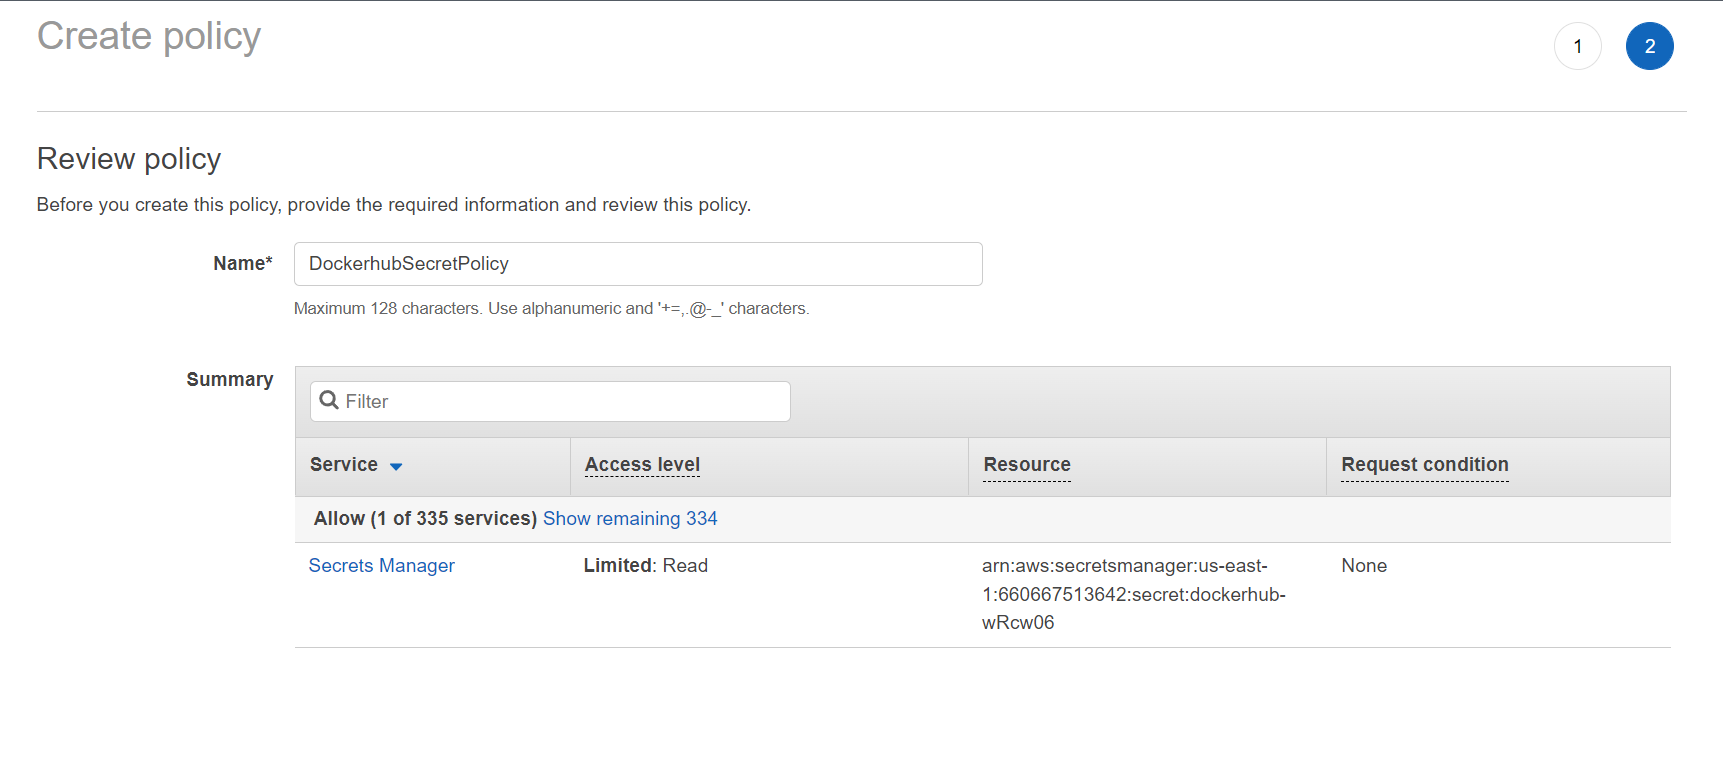 Create policy
1
2
Review policy
Before you create this policy, provide the required information and review this policy.
Name*
DockerhubSecretPolicy
Maximum 128 characters. Use alphanumeric and '+=,.@-_' characters.
Summary
Filter
Service
Access level
Resource
Request condition
Allow (1 of 335 services) Show remaining 334
Secrets Manager
Limited: Read
arn:aws:secretsmanager:us-east-
1:660667513642:secret:dockerhub-
wRcw06
None